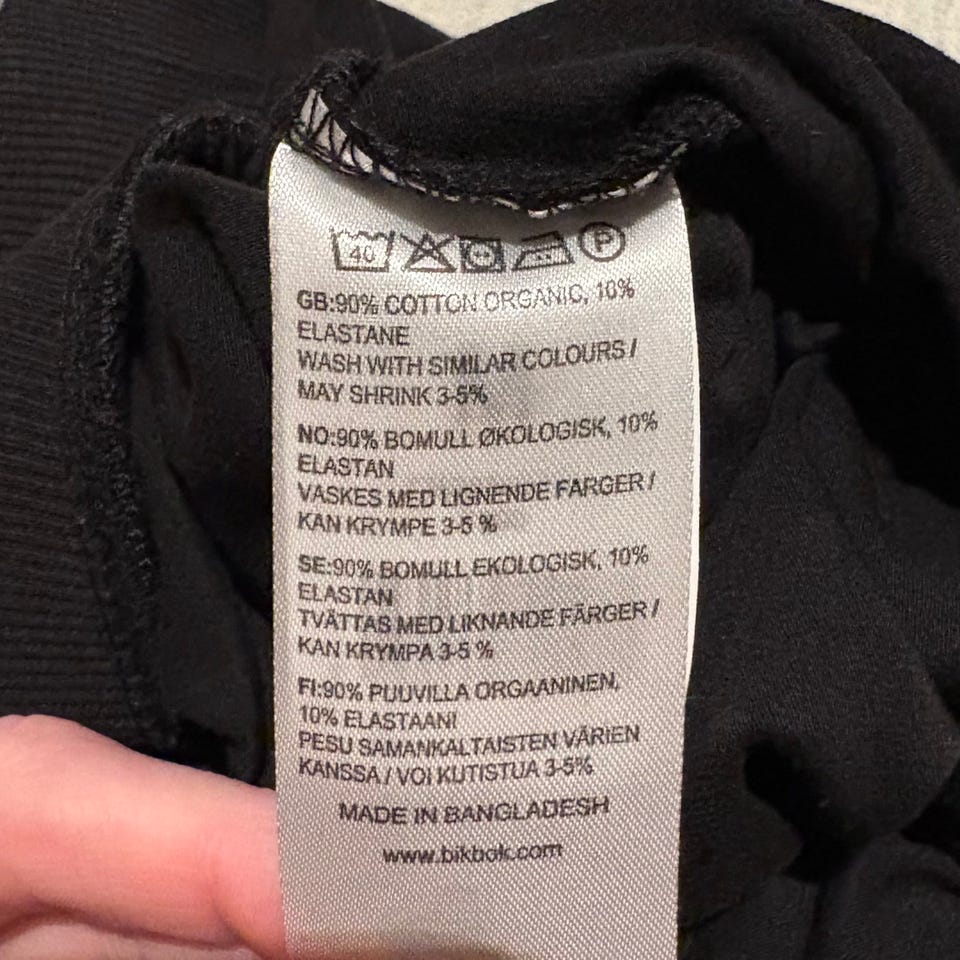 40 P
GB:90% COTTON ORGANIC, 10%
ELASTANE
WASH WITH SIMILAR COLOURS /
MAY SHRINK 3-5%
NO:90% BOMULL ØKOLOGISK, 10%
ELASTAN
VASKES MED LIGNENDE FARGER /
KAN KRYMPE 3-5 %
SE:90% BOMULL EKOLOGISK, 10%
ELASTAN
TVÄTTAS MED LIKNANDE FÄRGER /
KAN KRYMPA 3-5 %
FI:90% PUUVILLA ORGAANINEN,
10% ELASTAANI
PESU SAMANKALTAISTEN VÄRIEN
KANSSA / VOI KUTISTUA 3-5%
MADE IN BANGLADESH
www.bikbok.com